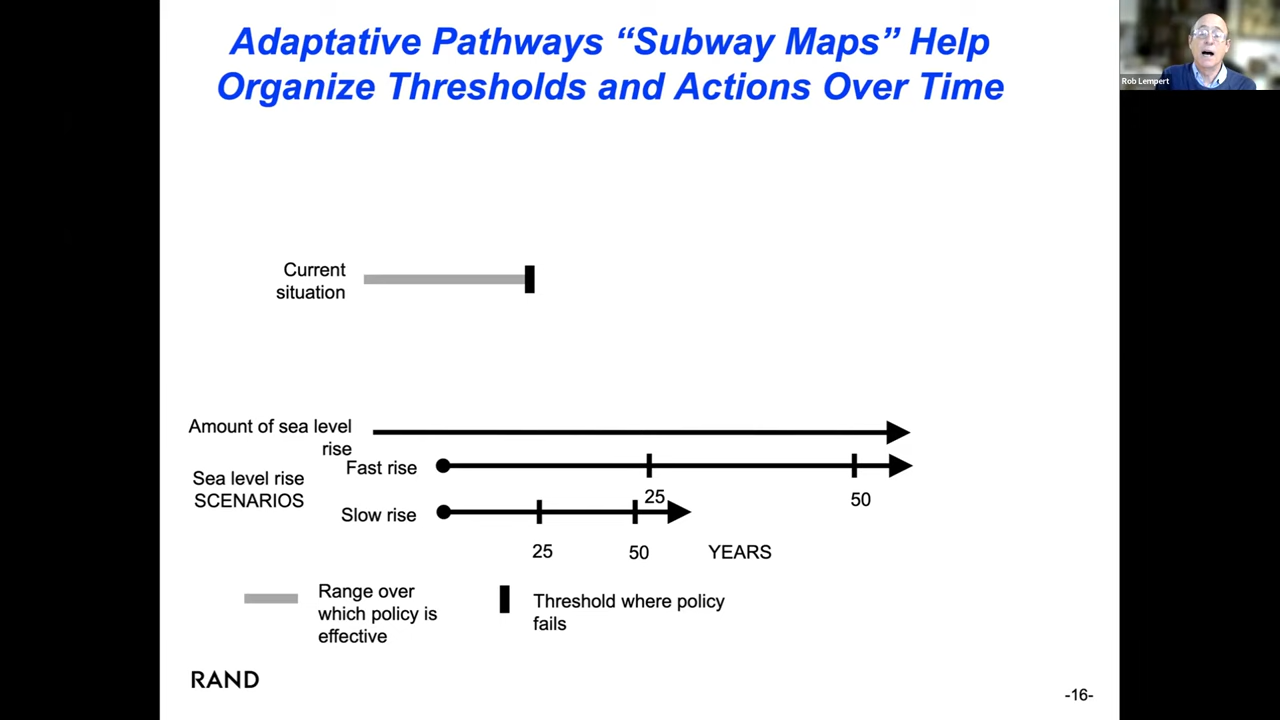 Adaptative Pathways “Subway Maps” Help
Organize Thresholds and Actions Over Time
Rob Lempert
Current
situation
Amount of sea level
rise
Sea level rise
SCENARIOS
Fast rise
25
50
Slow rise
25
50
YEARS
Range over
which policy is
effective
Threshold where policy
fails
RAND
-16-